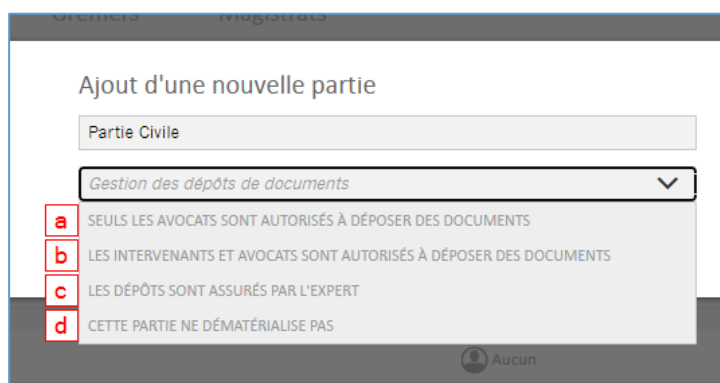 Greffiers Magistrats
Ajout d'une nouvelle partie
Partie Civile
Gestion des dépôts de documents
a SEULS LES AVOCATS SONT AUTORISÉS À DÉPOSER DES DOCUMENTS
b LES INTERVENANTS ET AVOCATS SONT AUTORISÉS À DÉPOSER DES DOCUMENTS
c LES DÉPÔTS SONT ASSURÉS PAR L'EXPERT
d CETTE PARTIE NE DÉMATÉRIALISE PAS
Aucun